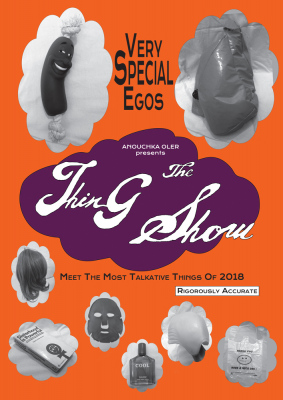 VERY
SPECIAL
EGOS
ANOUCHKA OLER
presents
The
ThinG Show
MEET THE MOST TALKATIVE THINGS OF 2018
RIGOROUSLY ACCURATE